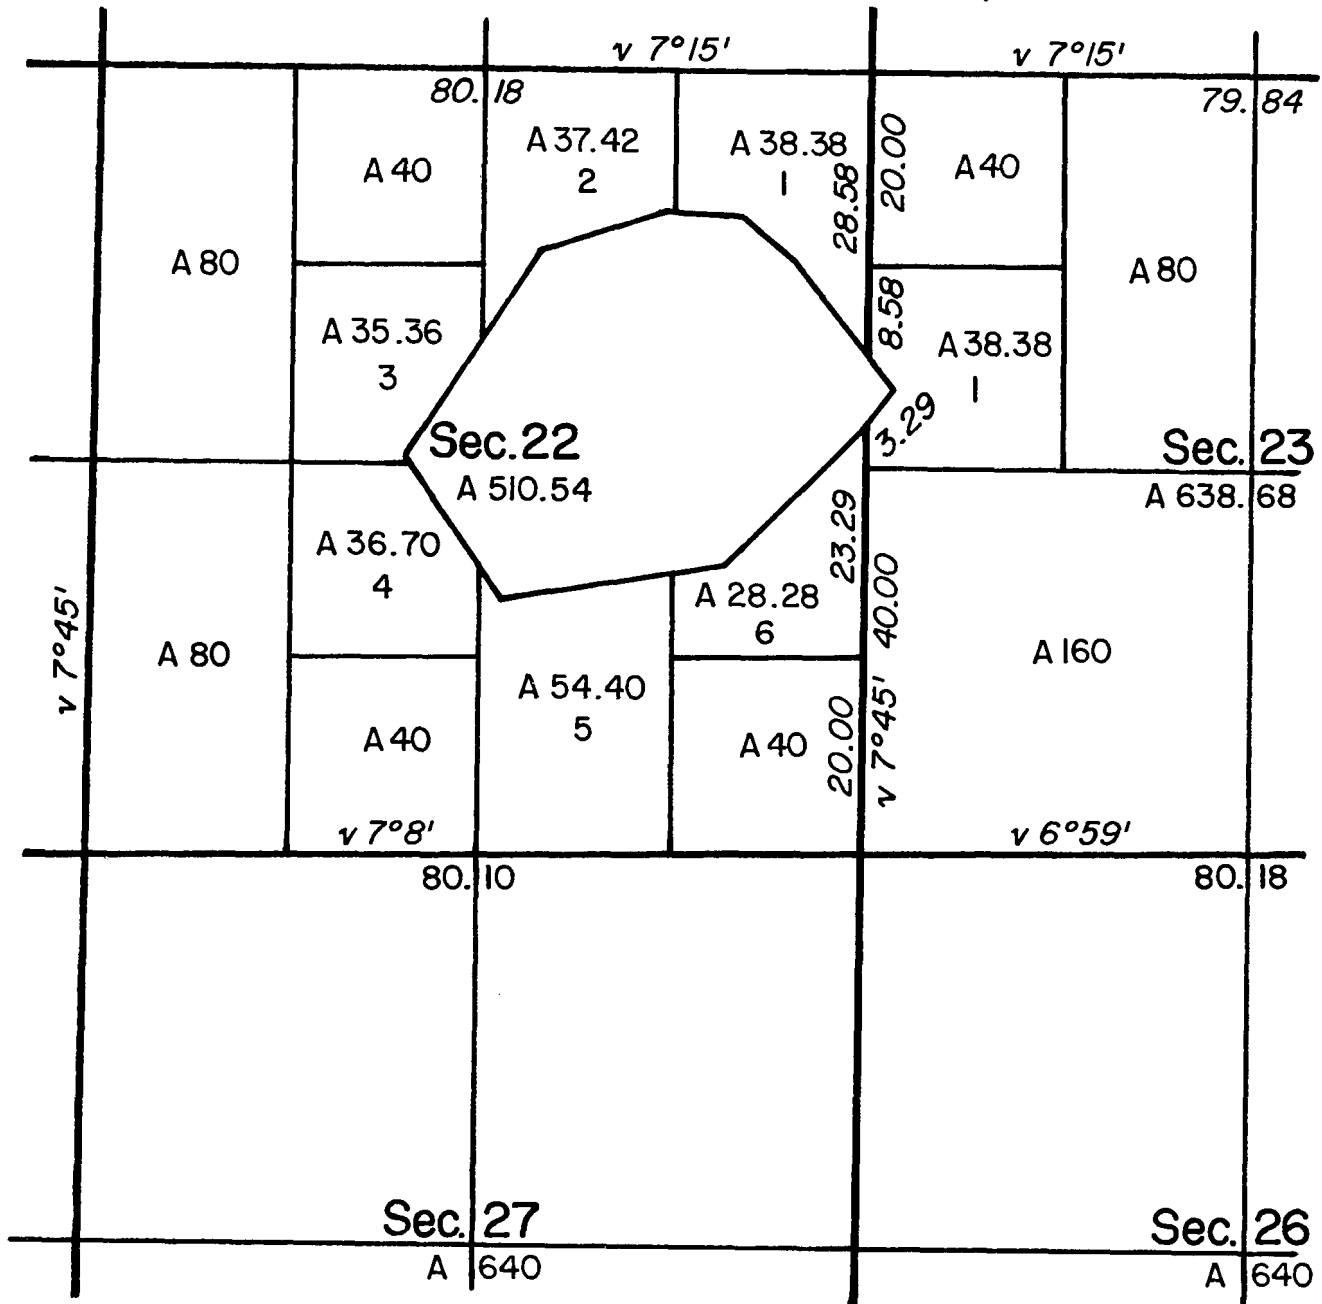 v 7°15'
v 7°15'
80.18
79.84
A 37.42
2
A 38.38
1
28.58
20.00
A 40
A 40
A 80
A 80
A 35.36
3
8.58
A 38.38
1
3.29
Sec. 22
A 510.54
Sec. 23
A 638.68
A 36.70
4
23.29
A 28.28
6
40.00
v 7°45'
A 80
A 160
A 54.40
5
A 40
A 40
20.00
v 7°45'
v 7°8'
v 6°59'
80.10
80.18
Sec. 27
A 640
Sec. 26
A 640